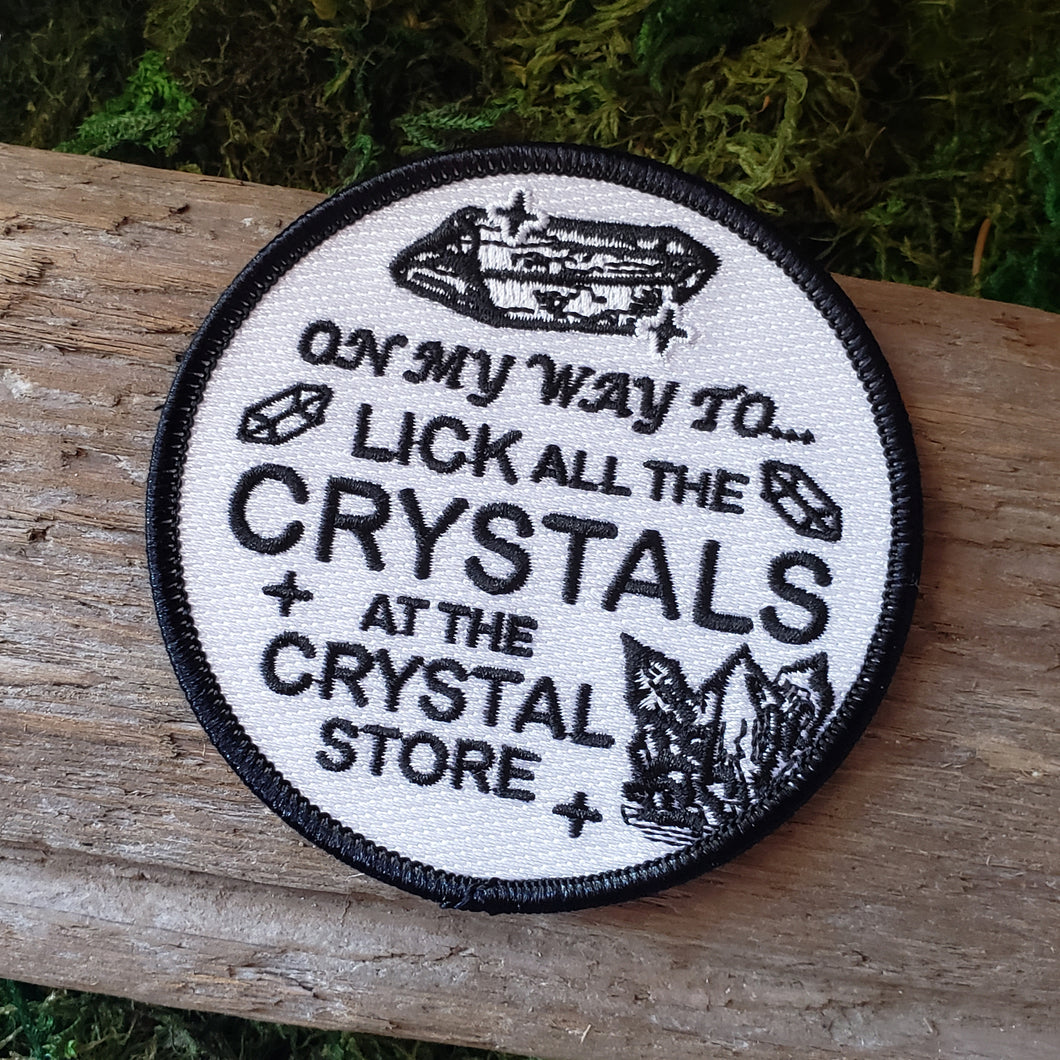 ON MY WAY TO...
LICK ALL THE
CRYSTALS
AT THE
CRYSTAL
STORE